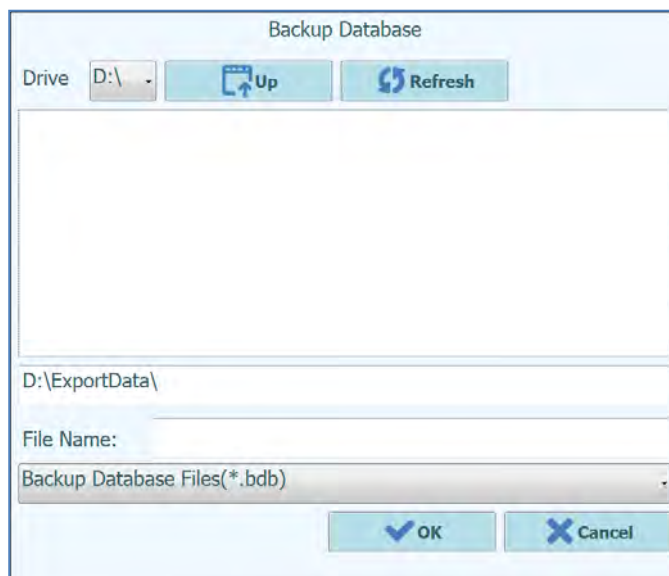 Backup Database
Drive D:\ Up Refresh
D:\ExportData\
File Name:
Backup Database Files(*.bdb)
OK Cancel